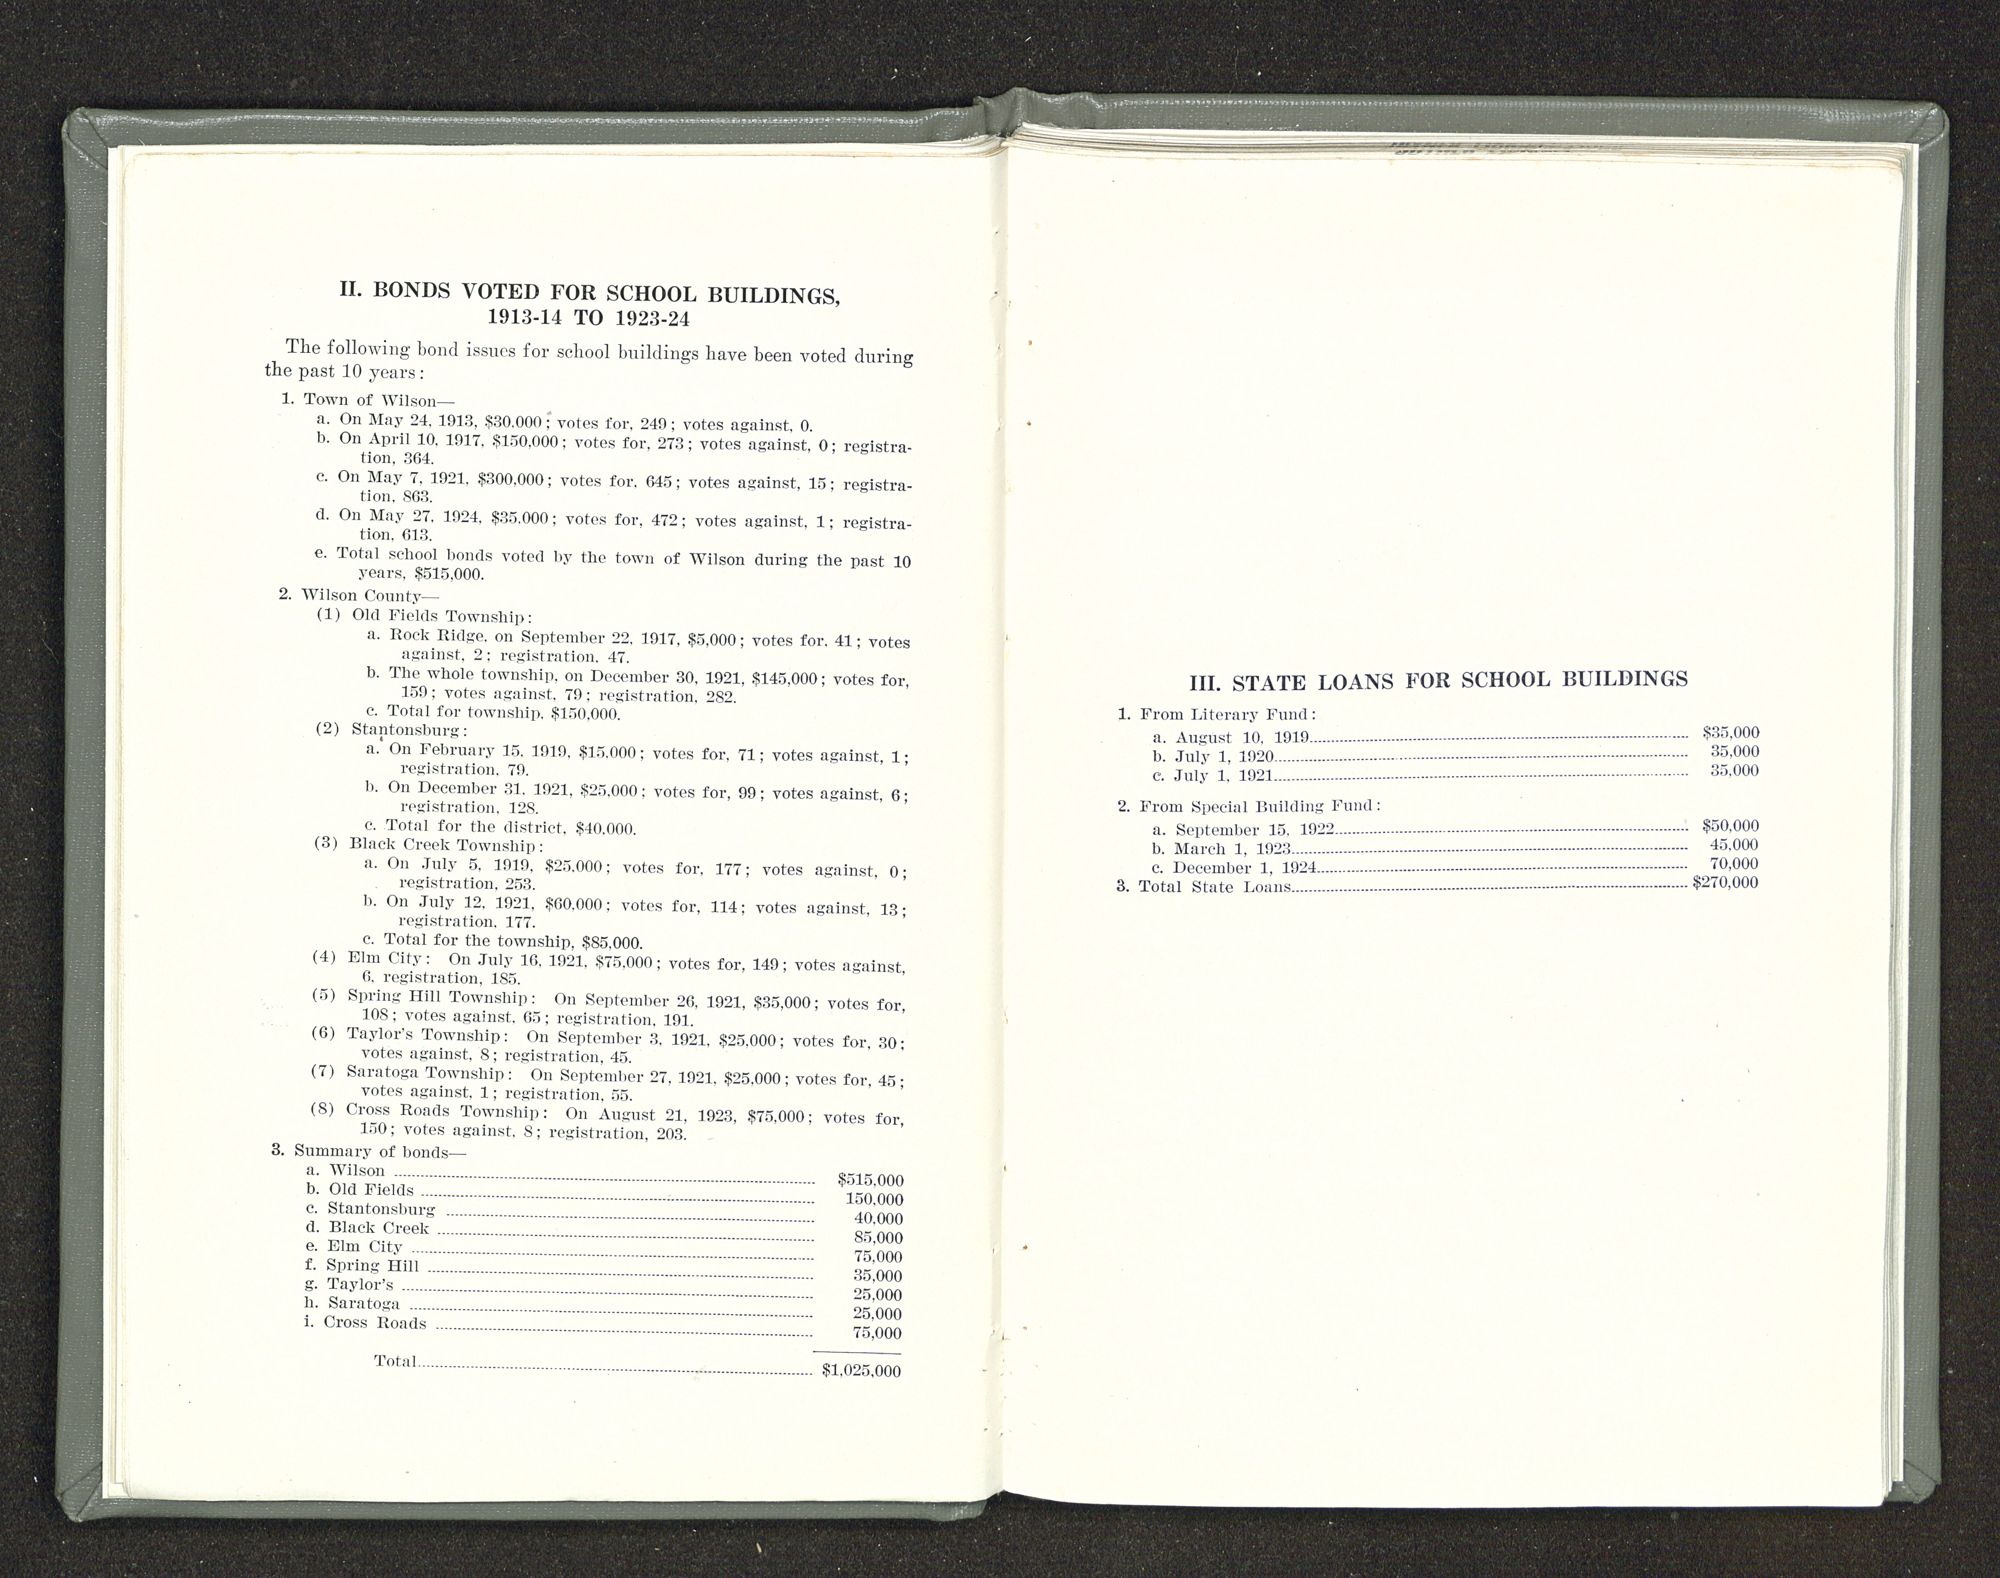 II. BONDS VOTED FOR SCHOOL BUILDINGS,
1913-14 TO 1923-24
The following bond issues for school buildings have been voted during
the past 10 years:
1. Town of Wilson—
a. On May 24, 1913, $30.000; votes for, 249; votes against, 0.
b. On April 10, 1917, $150,000; votes for, 273; votes against, 0; registra-
tion, 364.
c. On May 7, 1921, $300,000; votes for, 645; votes against, 15; registra-
tion, 863.
d. On May 27, 1924, $35.000; votes for, 472; votes against, 1; registra-
tion, 613.
e. Total school bonds voted by the town of Wilson during the past 10
years, $515,000.
2. Wilson County—
(1) Old Fields Township:
a. Rock Ridge, on September 22, 1917, $5,000; votes for, 41; votes
against, 2; registration, 47.
b. The whole township, on December 30, 1921, $145,000; votes for,
159; votes against, 79; registration, 282.
c. Total for township, $150,000.
(2) Stantonsburg:
a. On February 15, 1919, $15,000; votes for, 71; votes against, 1;
registration, 79.
b. On December 31, 1921, $25,000; votes for, 99; votes against, 6;
registration, 128.
c. Total for the district, $40,000.
(3) Black Creek Township:
a. On July 5, 1919, $25,000; votes for, 177; votes against, 0;
registration, 253.
b. On July 12, 1921, $60,000; votes for, 114; votes against, 13;
registration, 177.
c. Total for the township, $85,000.
(4) Elm City: On July 16, 1921, $75,000; votes for, 149; votes against,
6, registration, 185.
(5) Spring Hill Township: On September 26, 1921, $35,000; votes for,
108; votes against, 65; registration, 191.
(6) Taylor's Township: On September 3, 1921, $25,000; votes for, 30;
votes against, 8; registration, 45.
(7) Saratoga Township: On September 27, 1921, $25,000; votes for, 45;
votes against, 1; registration, 55.
(8) Cross Roads Township: On August 21, 1923, $75,000; votes for,
150; votes against, 8; registration, 203.
3. Summary of bonds—
a. Wilson $515,000
b. Old Fields 150,000
c. Stantonsburg 40,000
d. Black Creek 85,000
e. Elm City 75,000
f. Spring Hill 35,000
g. Taylor's 25,000
h. Saratoga 25,000
i. Cross Roads 75,000
Total $1,025,000
III. STATE LOANS FOR SCHOOL BUILDINGS
1. From Literary Fund:
a. August 10, 1919 $35,000
b. July 1, 1920 35,000
c. July 1, 1921 35,000
2. From Special Building Fund:
a. September 15, 1922 $50,000
b. March 1, 1923 45,000
c. December 1, 1924 70,000
3. Total State Loans $270,000